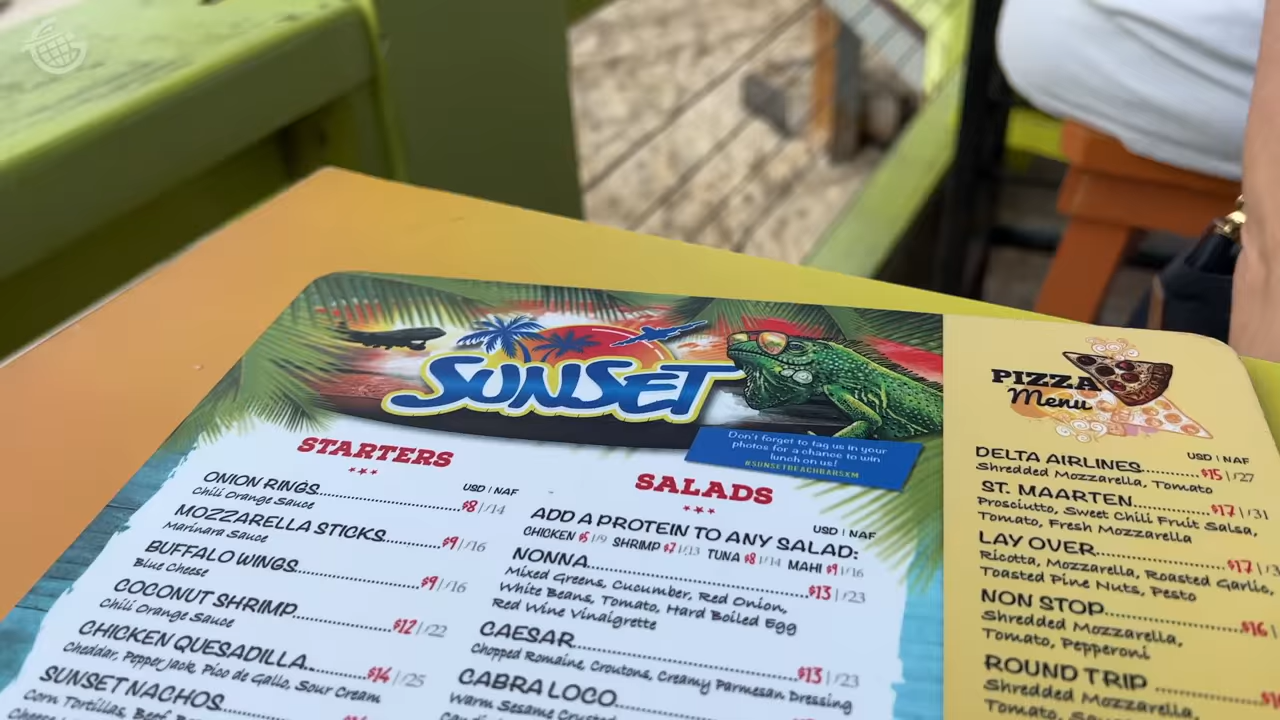 SUNSET
Don't forget to tag us in your
photos for a chance to win
lunch on us!
#SUNSETBEACHBARSXM
STARTERS
USD | NAF
ONION RINGS $8 | /14
Chili Orange Sauce
MOZZARELLA STICKS $9 | /16
Marinara Sauce
BUFFALO WINGS $9 | /16
Blue Cheese
COCONUT SHRIMP $12 | /22
Chili Orange Sauce
CHICKEN QUESADILLA $14 | /25
Cheddar, PepperJack, Pico de Gallo, Sour Cream
SUNSET NACHOS
Corn Tortillas, Beef,
SALADS
USD | NAF
ADD A PROTEIN TO ANY SALAD:
CHICKEN $5 | /9 SHRIMP $7 | /13 TUNA $8 | /14 MAHI $9 | /16
NONNA $13 | /23
Mixed Greens, Cucumber, Red Onion,
White Beans, Tomato, Hard Boiled Egg
Red Wine Vinaigrette
CAESAR $13 | /23
Chopped Romaine, Croutons, Creamy Parmesan Dressing
CABRA LOCO
Warm Sesame
PIZZA
Menu
USD | NAF
DELTA AIRLINES $15 | /27
Shredded Mozzarella, Tomato
ST. MAARTEN $17 | /31
Prosciutto, Sweet Chili Fruit Salsa,
Tomato, Fresh Mozzarella
LAY OVER $17
Ricotta, Mozzarella, Roasted Garlic,
Toasted Pine Nuts, Pesto
NON STOP $16
Shredded Mozzarella,
Tomato, Pepperoni
ROUND TRIP
Shredded Mozzarella,
Tomato,